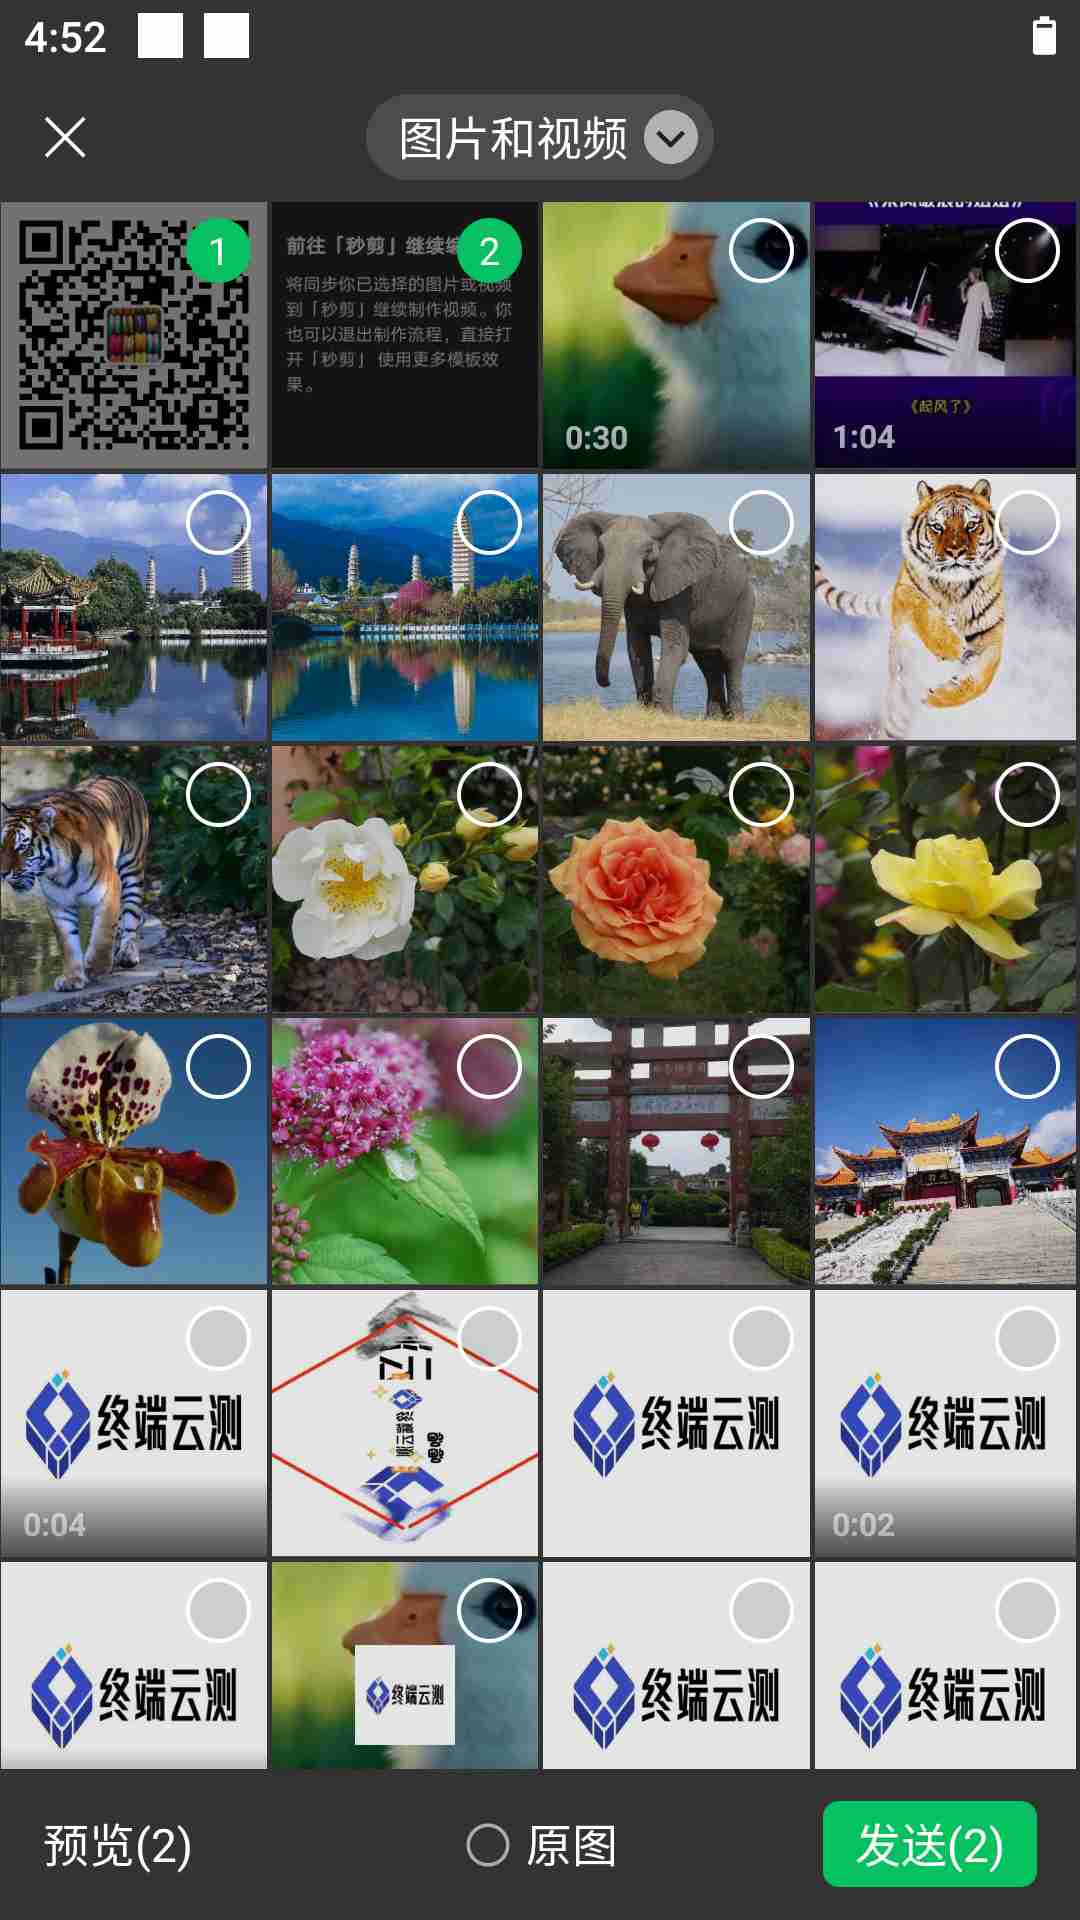 4:52
图片和视频
1
2
前往「秒剪」继续
将同步你已选择的图片或视频
到「秒剪」继续制作视频。你
也可以退出制作流程，直接打
开「秒剪」使用更多模板效
果。
0:30
《起风了》
1:04
终端云测
0:04
终端云测
终端云测
0:02
终端云测
终端云测
终端云测
终端云测
预览(2)
原图
发送(2)